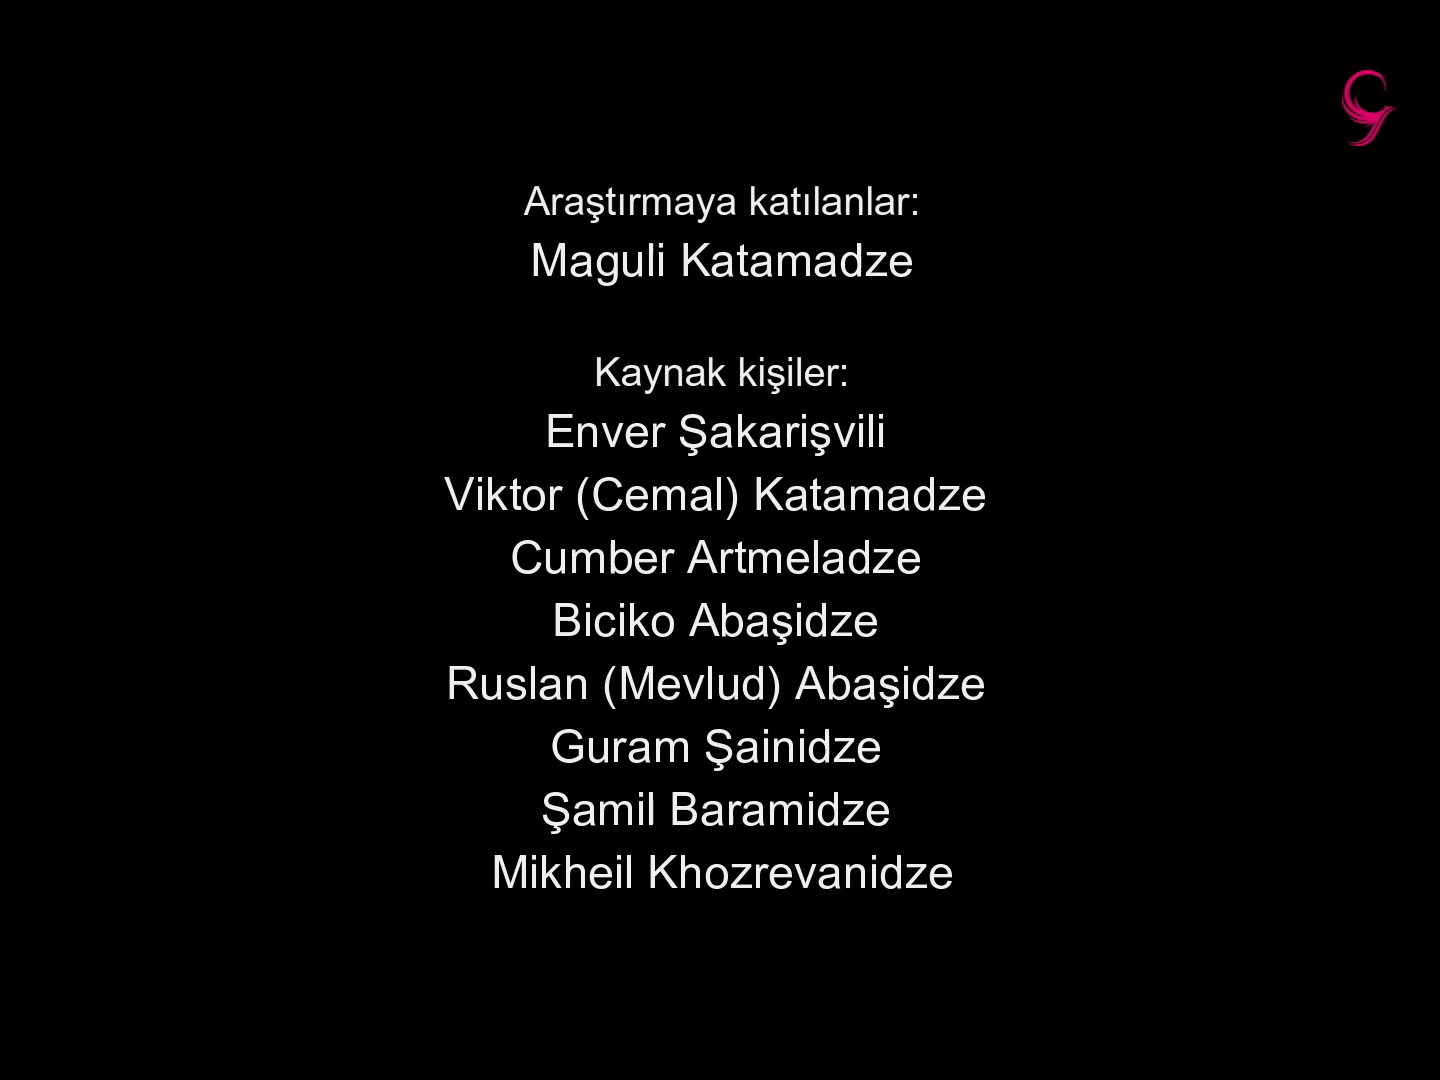 Araştırmaya katılanlar:
Maguli Katamadze
Kaynak kişiler:
Enver Şakarişvili
Viktor (Cemal) Katamadze
Cumber Artmeladze
Biciko Abaşidze
Ruslan (Mevlud) Abaşidze
Guram Şainidze
Şamil Baramidze
Mikheil Khozrevanidze